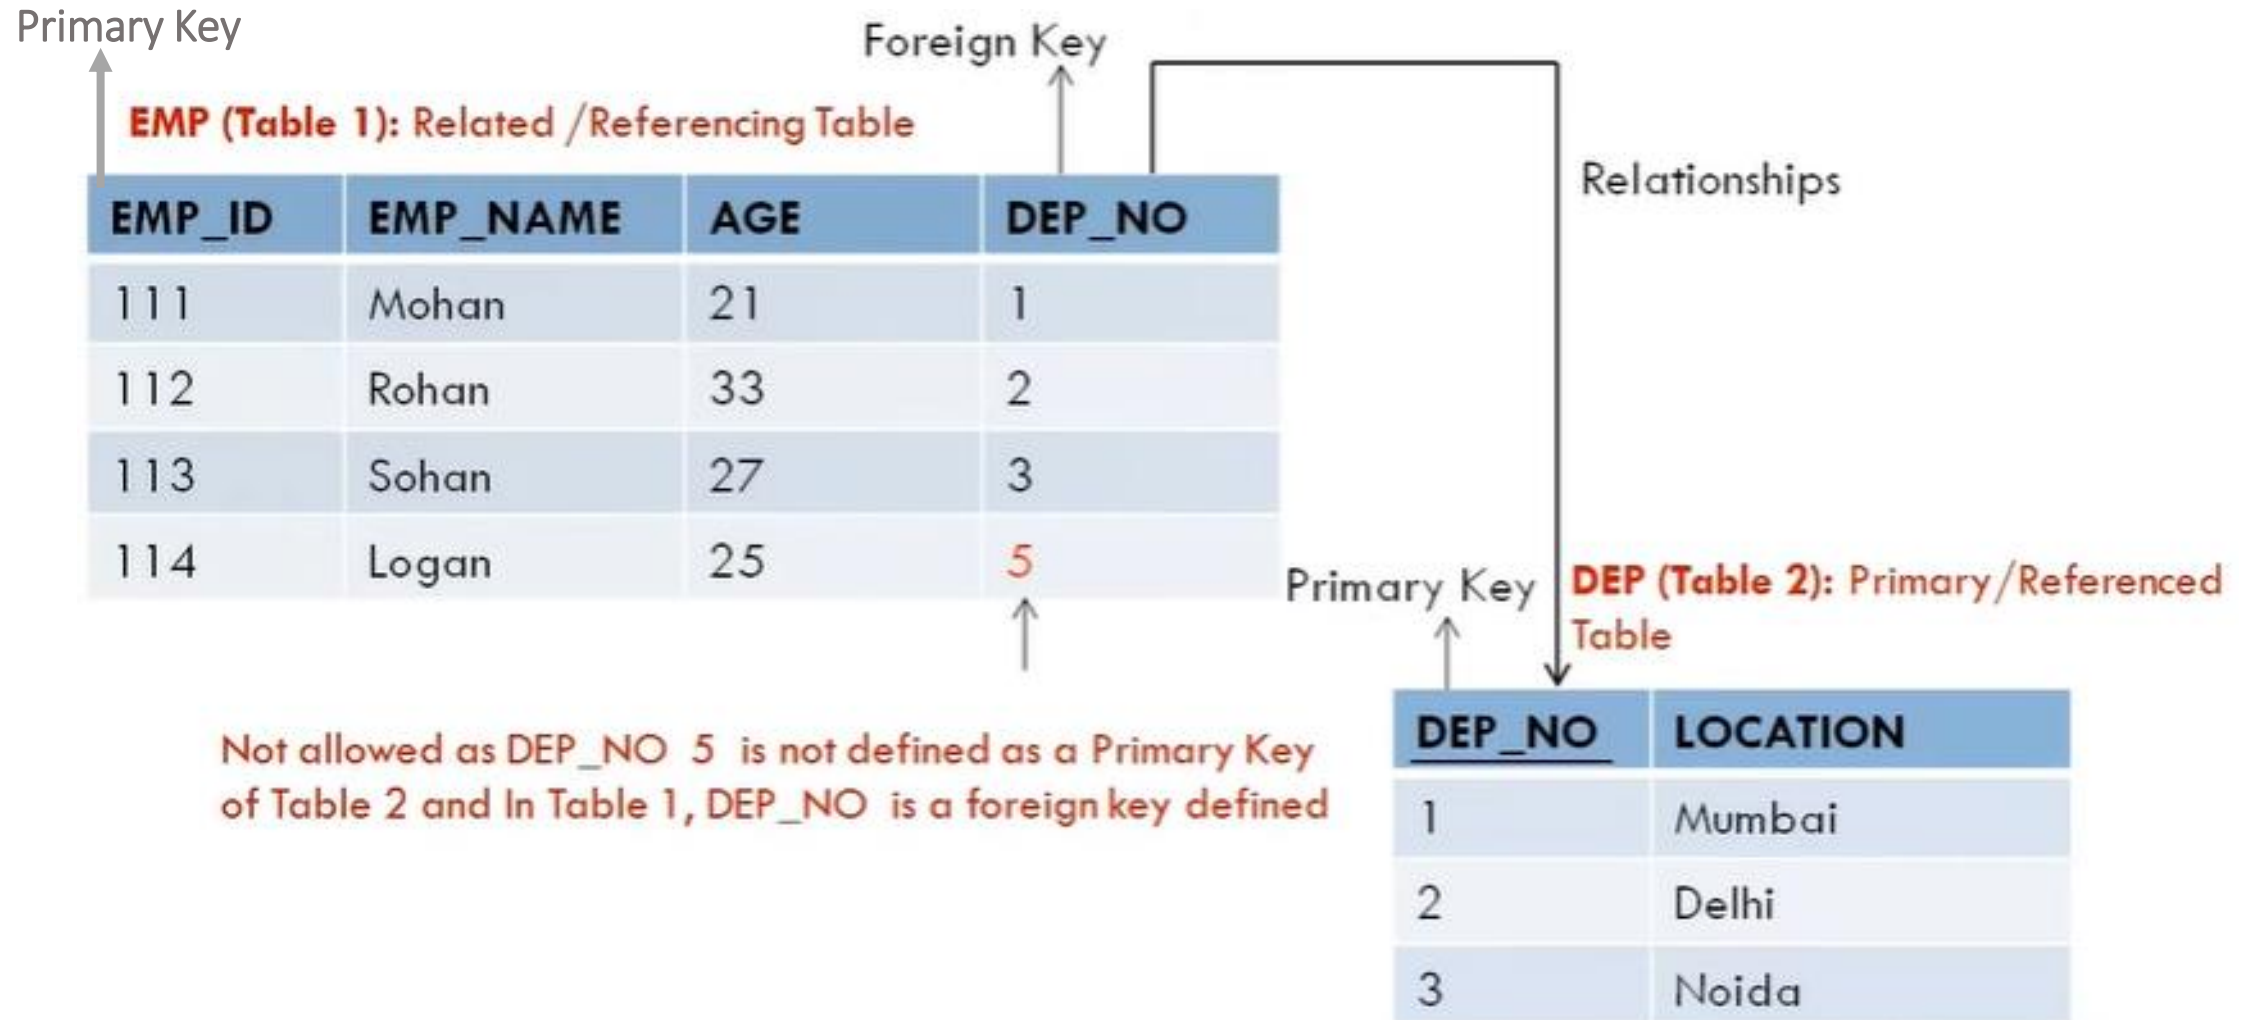 Primary Key
Foreign Key
EMP (Table 1): Related /Referencing Table
Relationships
EMP_ID EMP_NAME AGE DEP_NO
111 Mohan 21 1
112 Rohan 33 2
113 Sohan 27 3
114 Logan 25 5
Primary Key
DEP (Table 2): Primary/Referenced
Table
Not allowed as DEP_NO 5 is not defined as a Primary Key
of Table 2 and In Table 1, DEP_NO is a foreign key defined
DEP_NO LOCATION
1 Mumbai
2 Delhi
3 Noida